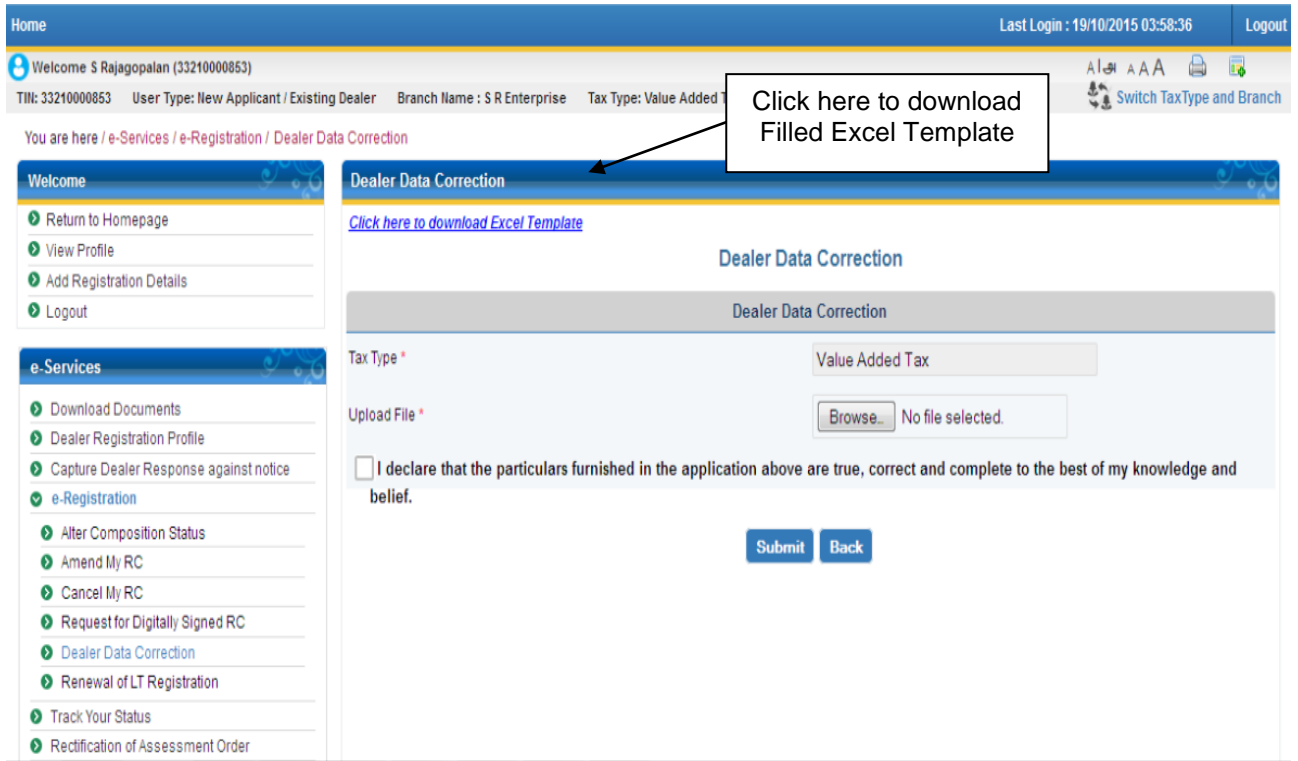 Home
Last Login : 19/10/2015 03:58:36
Logout
Welcome S Rajagopalan (33210000853)
A A A A
TIN: 33210000853 User Type: New Applicant / Existing Dealer Branch Name : S R Enterprise Tax Type: Value Added
Switch TaxType and Branch
Click here to download
Filled Excel Template
You are here / e-Services / e-Registration / Dealer Data Correction
Welcome
Return to Homepage
View Profile
Add Registration Details
Logout
e-Services
Download Documents
Dealer Registration Profile
Capture Dealer Response against notice
e-Registration
Alter Composition Status
Amend My RC
Cancel My RC
Request for Digitally Signed RC
Dealer Data Correction
Renewal of LT Registration
Track Your Status
Rectification of Assessment Order
Dealer Data Correction
Click here to download Excel Template
Dealer Data Correction
Dealer Data Correction
Tax Type * Value Added Tax
Upload File * Browse.. No file selected.
I declare that the particulars furnished in the application above are true, correct and complete to the best of my knowledge and
belief.
Submit Back